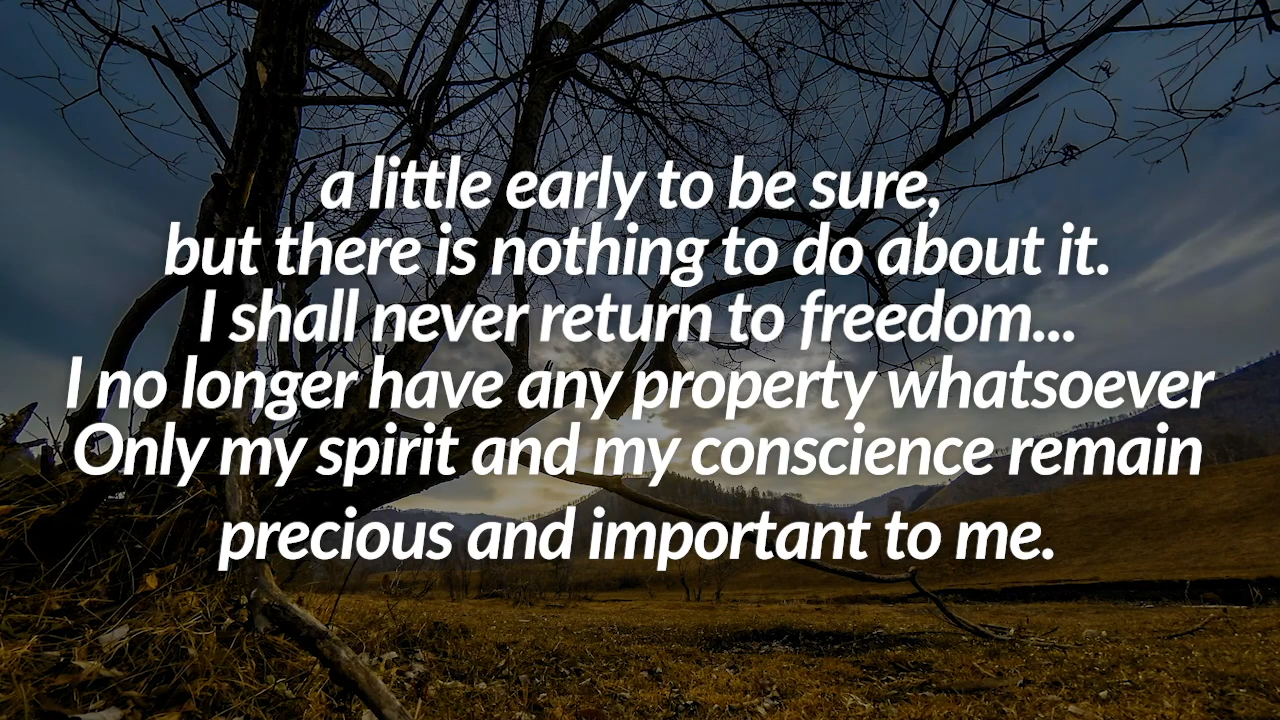 a little early to be sure,
but there is nothing to do about it.
I shall never return to freedom...
I no longer have any property whatsoever
Only my spirit and my conscience remain
precious and important to me.